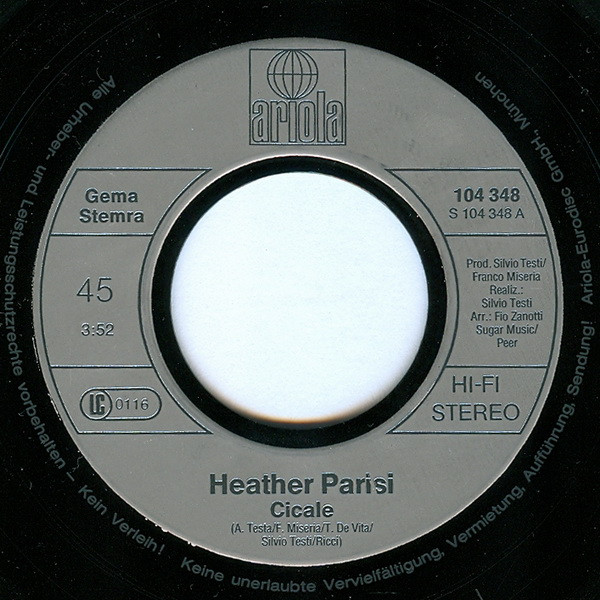 ariola
Gema
Stemra
104 348
S 104 348 A
45
3:52
Prod. Silvio Testi/
Franco Miseria
Realiz.:
Silvio Testi
Arr.: Fio Zanotti
Sugar Music/
Peer
LC 0116
HI-FI
STEREO
Heather Parisi
Cicale
(A. Testa/F. Miseria/T. De Vita/
Silvio Testi/Ricci)
Alle Urheber- und Leistungsschutzrechte vorbehalten – Kein Verleih! Keine unerlaubte Vervielfältigung, Vermietung, Aufführung, Sendung! Ariola-Eurodisc GmbH, München